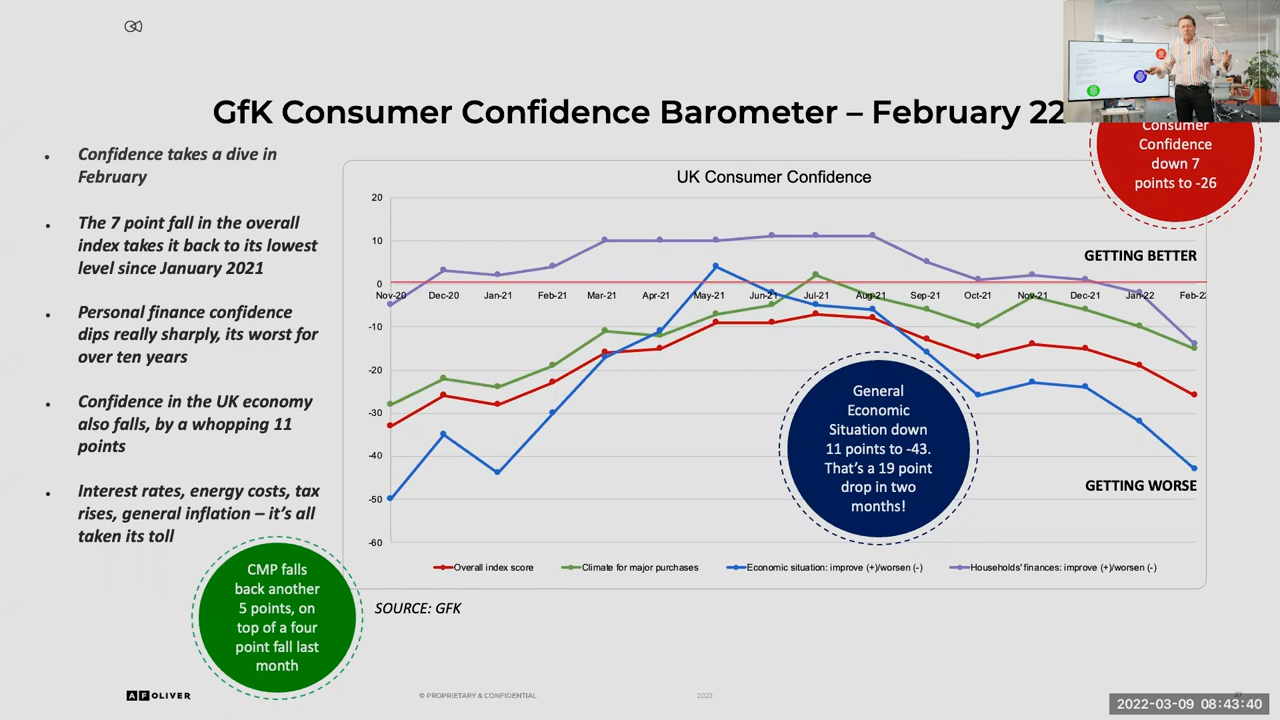 GfK Consumer Confidence Barometer – February 22
Consumer
Confidence
down 7
points to -26
• Confidence takes a dive in
February
• The 7 point fall in the overall
index takes it back to its lowest
level since January 2021
• Personal finance confidence
dips really sharply, its worst for
over ten years
• Confidence in the UK economy
also falls, by a whopping 11
points
• Interest rates, energy costs, tax
rises, general inflation – it's all
taken its toll
CMP falls
back another
5 points, on
top of a four
point fall last
month
UK Consumer Confidence
20
10
0
-10
-20
-30
-40
-50
-60
Nov-20 Dec-20 Jan-21 Feb-21 Mar-21 Apr-21 May-21 Jun-21 Jul-21 Aug-21 Sep-21 Oct-21 Nov-21 Dec-21 Jan-22 Feb-22
GETTING BETTER
General
Economic
Situation down
11 points to -43.
That's a 19 point
drop in two
months!
GETTING WORSE
Overall index score Climate for major purchases Economic situation: improve (+)/worsen (-) Households' finances: improve (+)/worsen (-)
SOURCE: GFK
AF OLIVER
© PROPRIETARY & CONFIDENTIAL
2022
2022-03-09 08:43:40